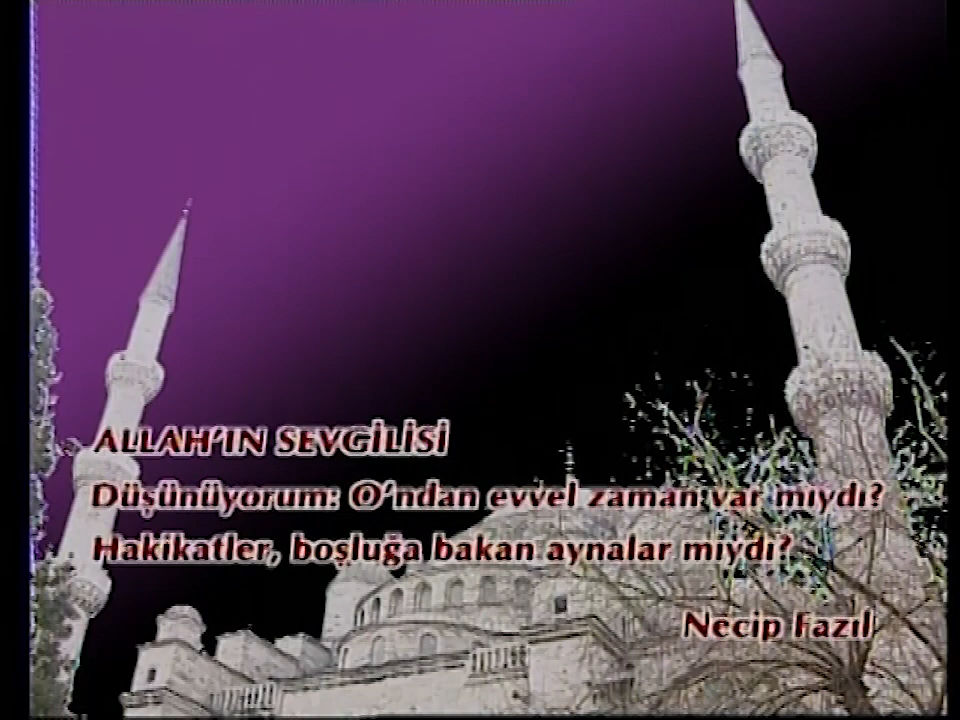 ALLAH'IN SEVGİLİSİ
Düşünüyorum: O'ndan evvel zaman var mıydı?
Hakikatler, boşluğa bakan aynalar mıydı?
Necip Fazıl